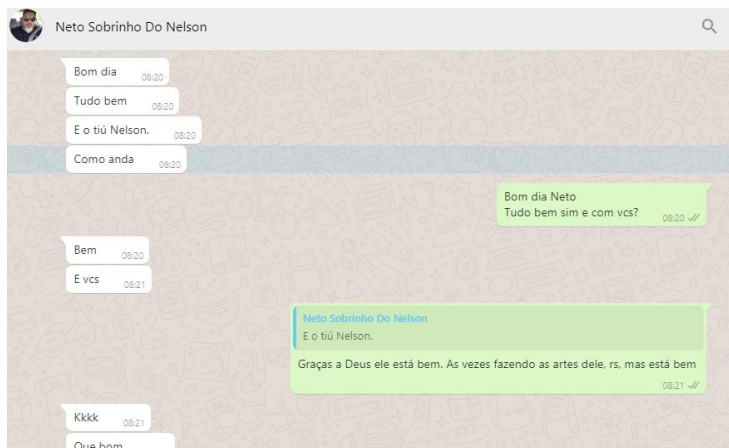 Neto Sobrinho Do Nelson
Bom dia 08:20
Tudo bem 08:20
E o tiú Nelson. 08:20
Como anda 08:20
Bom dia Neto
Tudo bem sim e com vcs? 08:20
Bem 08:20
E vcs 08:21
Neto Sobrinho Do Nelson
E o tiú Nelson.
Graças a Deus ele está bem. As vezes fazendo as artes dele, rs, mas está bem
08:21
Kkkk 08:21
Que bom